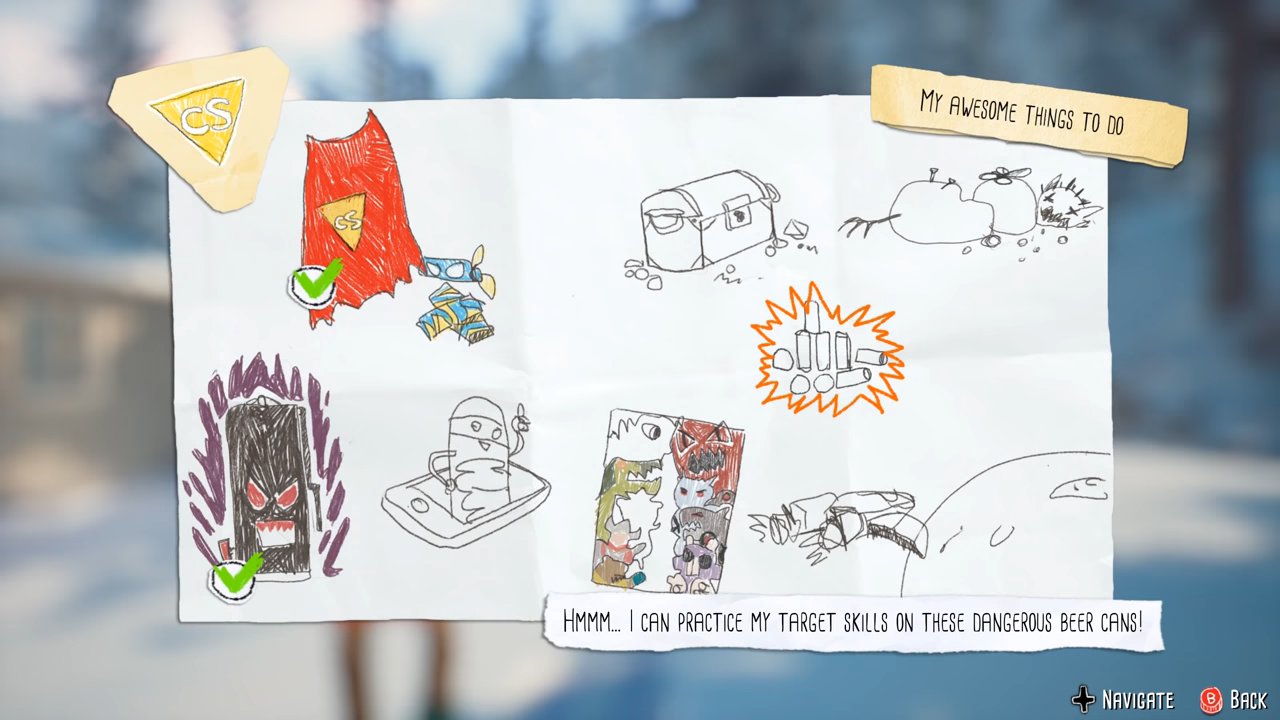 CS
MY AWESOME THINGS TO DO
CS
HMMM... I CAN PRACTICE MY TARGET SKILLS ON THESE DANGEROUS BEER CANS!
NAVIGATE B BACK